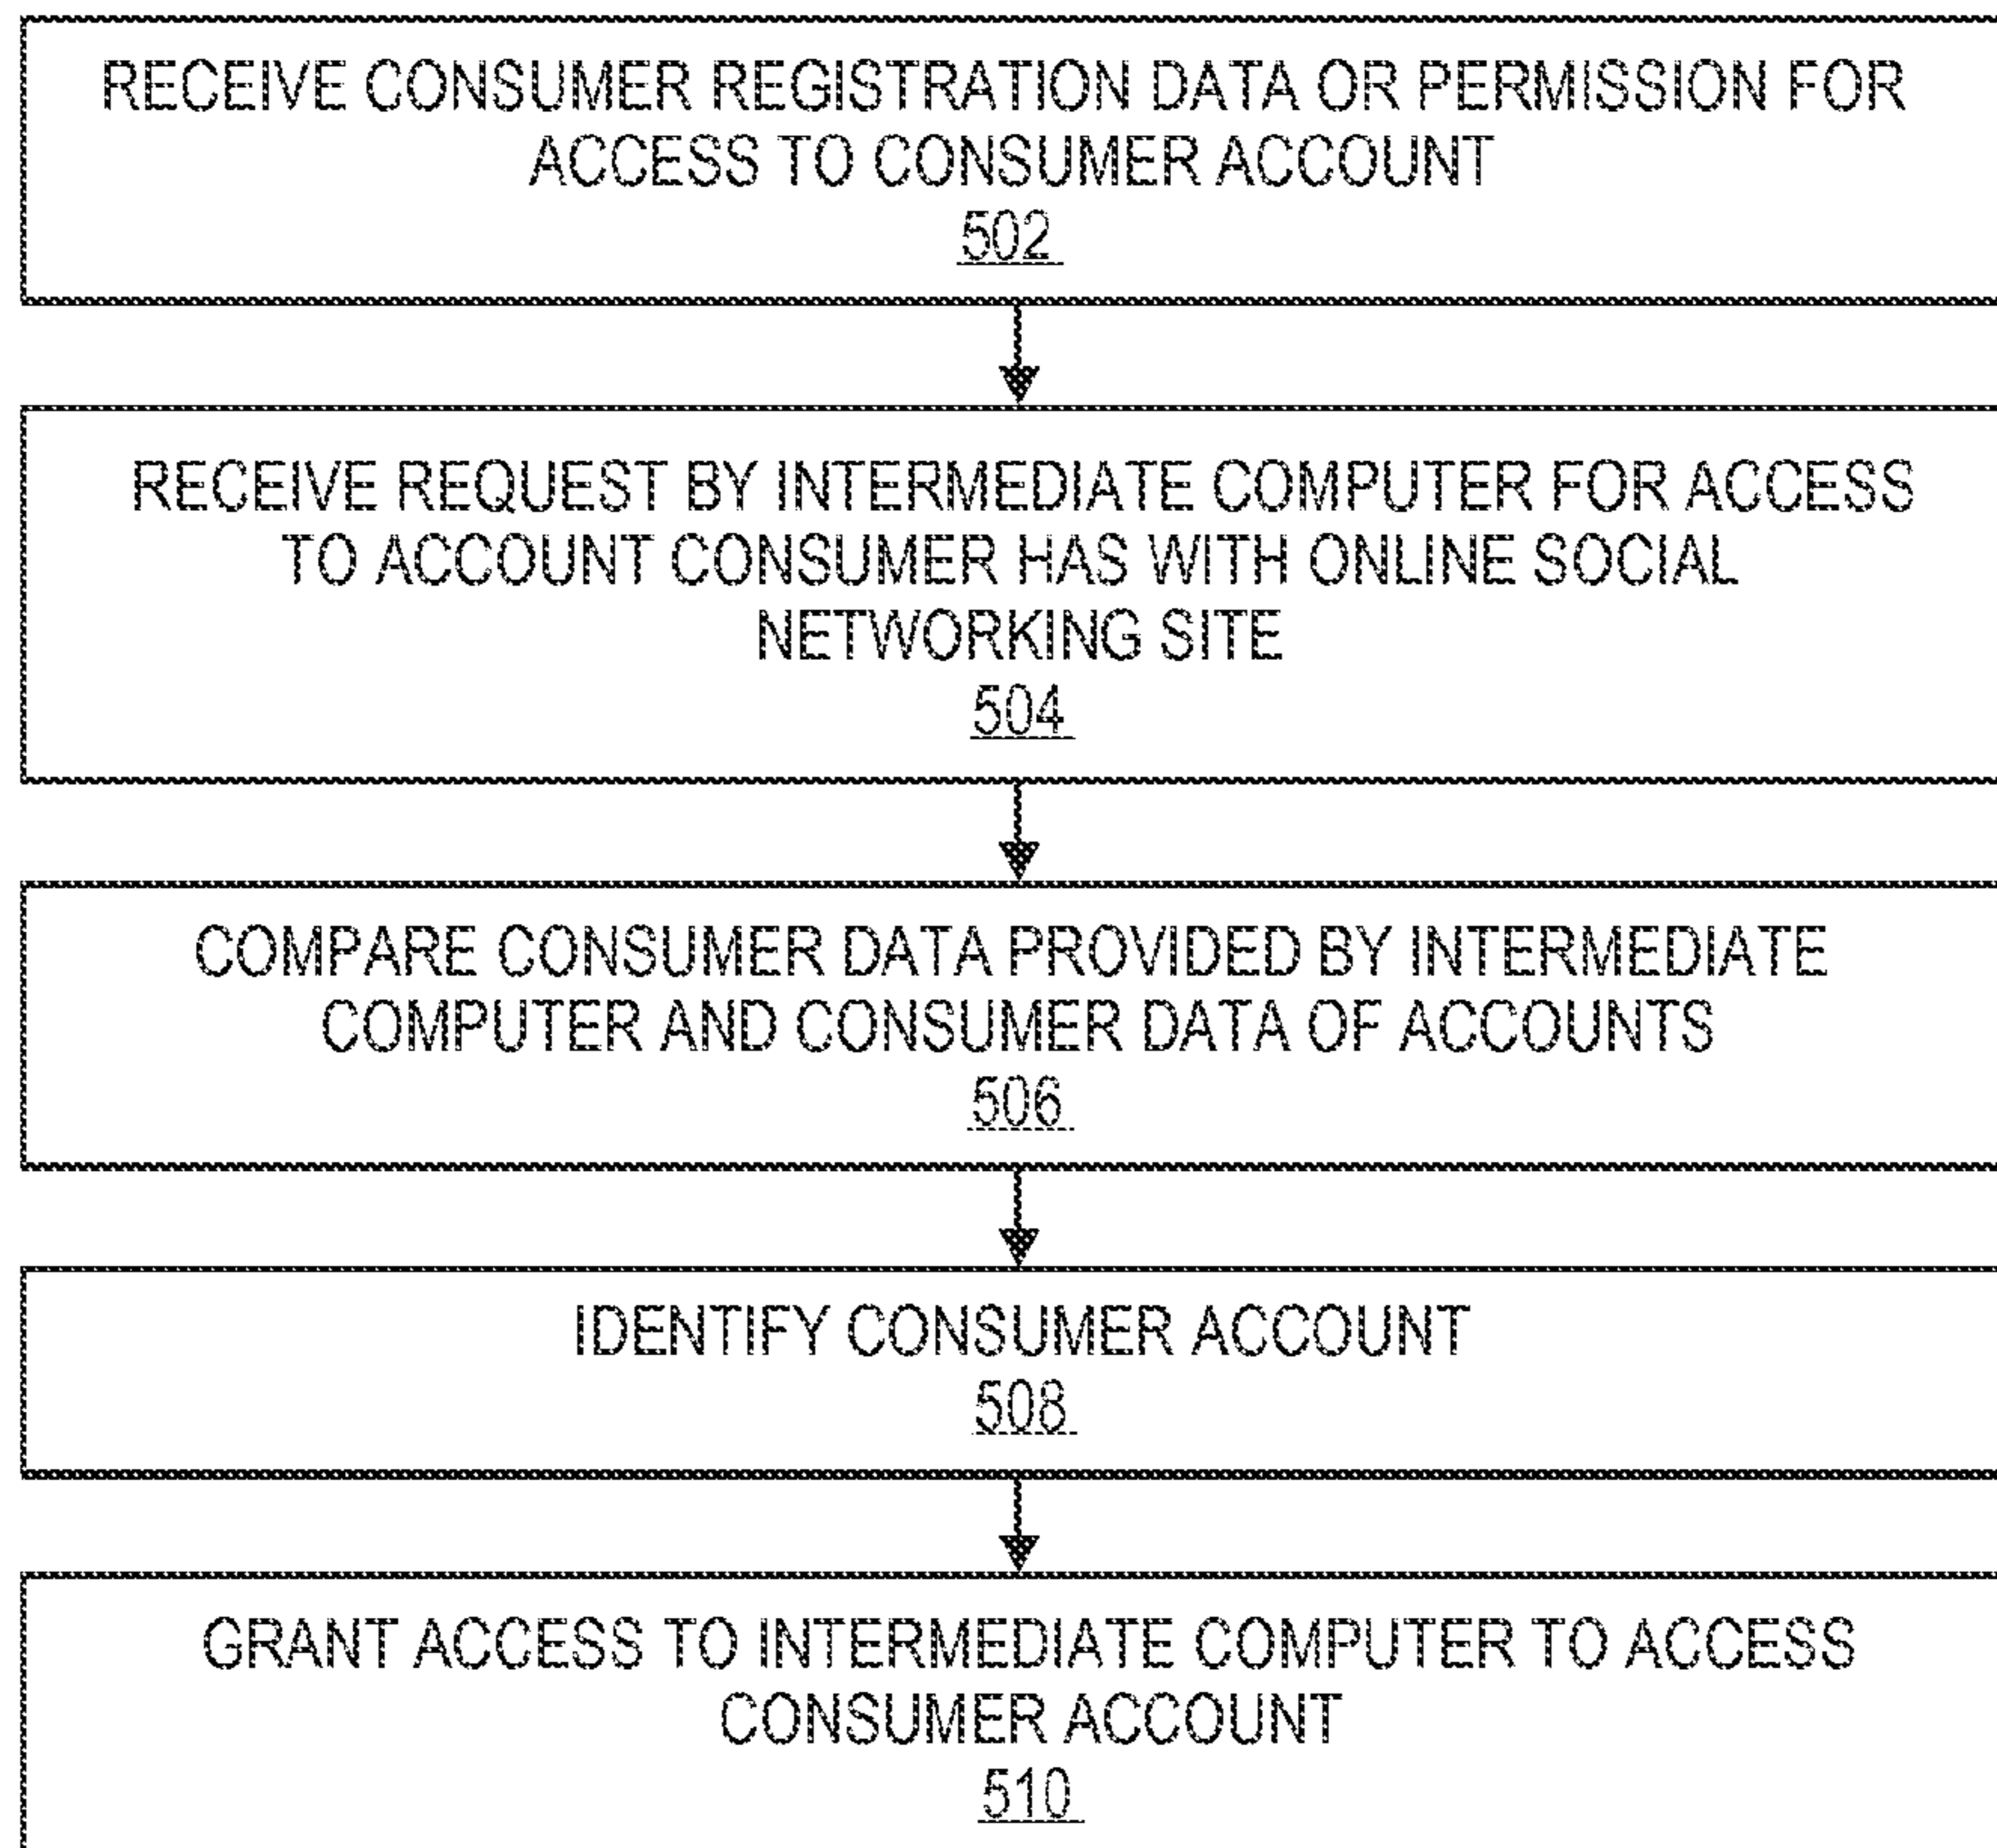 RECEIVE CONSUMER REGISTRATION DATA OR PERMISSION FOR
ACCESS TO CONSUMER ACCOUNT
502
RECEIVE REQUEST BY INTERMEDIATE COMPUTER FOR ACCESS
TO ACCOUNT CONSUMER HAS WITH ONLINE SOCIAL
NETWORKING SITE
504
COMPARE CONSUMER DATA PROVIDED BY INTERMEDIATE
COMPUTER AND CONSUMER DATA OF ACCOUNTS
506
IDENTIFY CONSUMER ACCOUNT
508
GRANT ACCESS TO INTERMEDIATE COMPUTER TO ACCESS
CONSUMER ACCOUNT
510